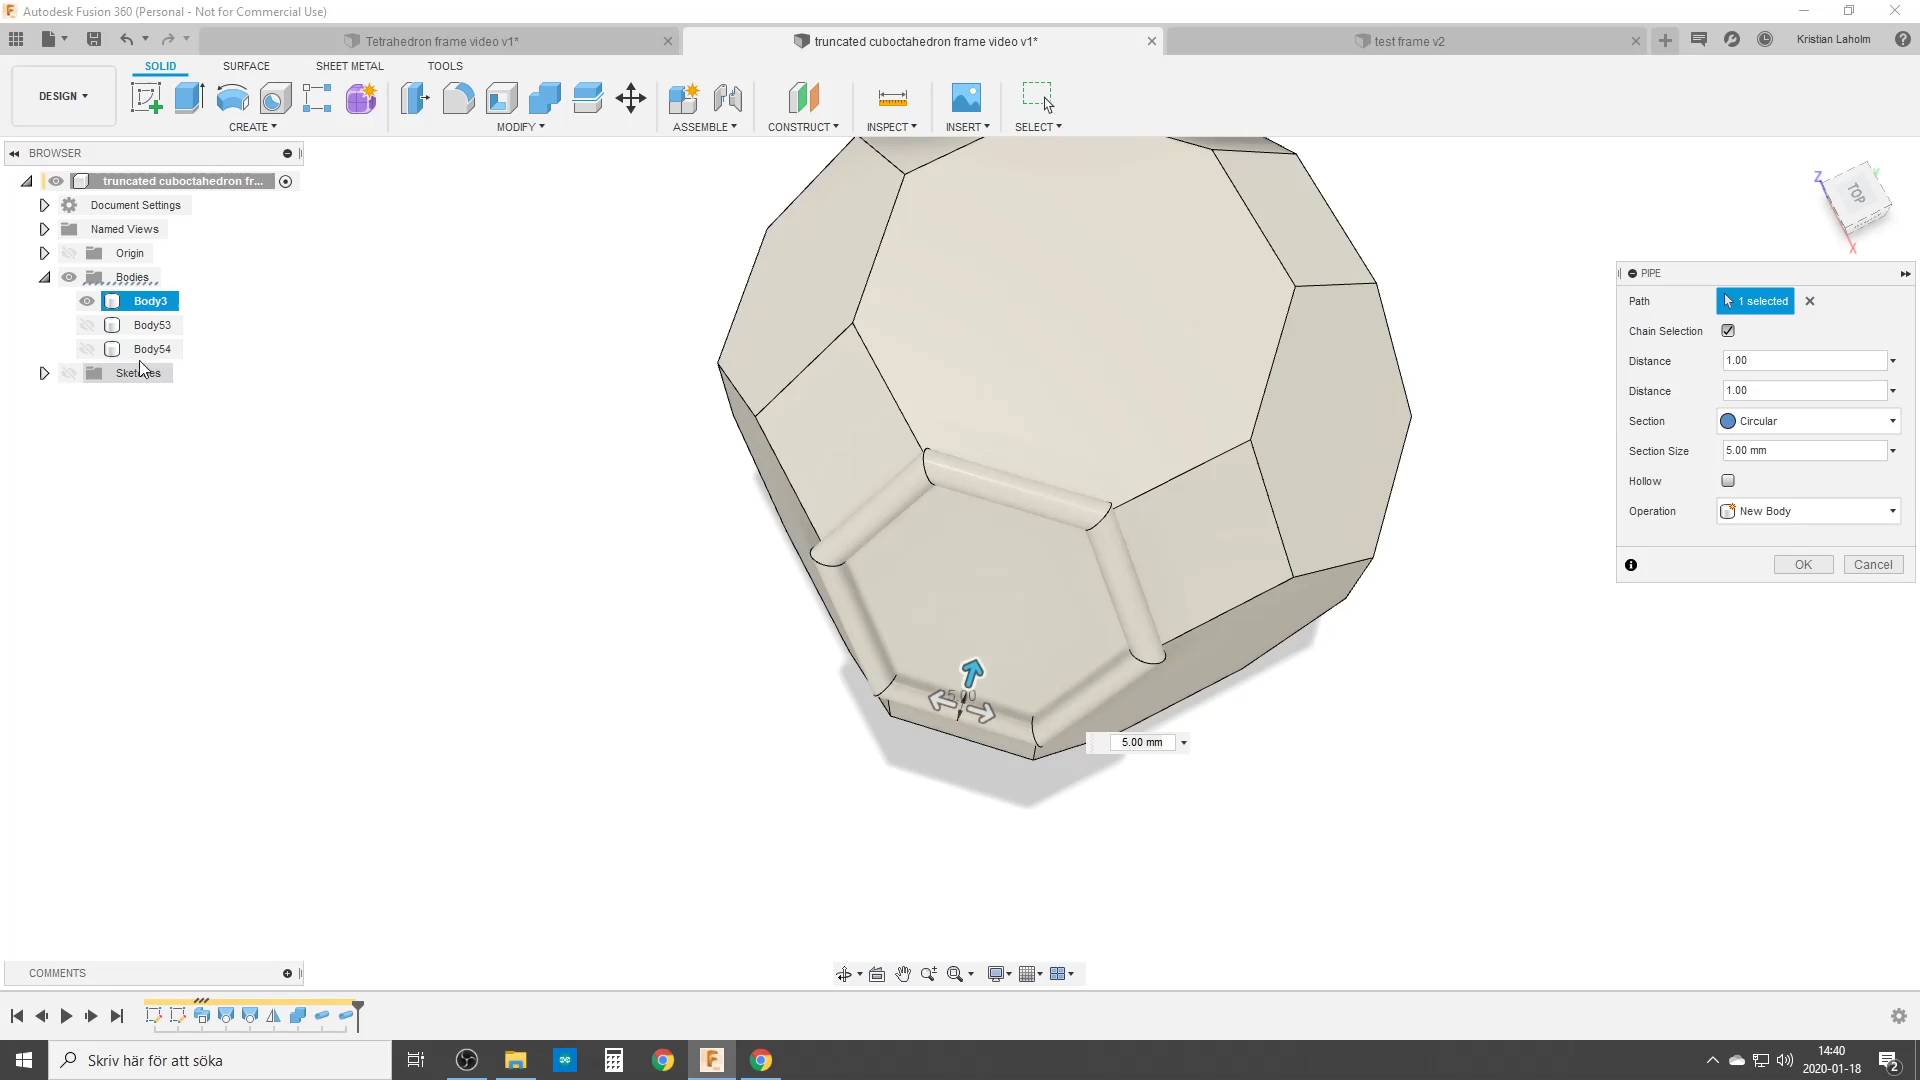 Autodesk Fusion 360 (Personal - Not for Commercial Use)
Tetrahedron frame video v1*
truncated cuboctahedron frame video v1*
test frame v2
Kristian Laholm
SOLID
SURFACE
SHEET METAL
TOOLS
DESIGN
CREATE
MODIFY
ASSEMBLE
CONSTRUCT
INSPECT
INSERT
SELECT
BROWSER
truncated cuboctahedron fr...
Document Settings
Named Views
Origin
Bodies
Body3
Body53
Body54
Sketches
TOP
Z
Y
X
PIPE
Path
1 selected
Chain Selection
Distance
1.00
Distance
1.00
Section
Circular
Section Size
5.00 mm
Hollow
Operation
New Body
OK
Cancel
5.00
5.00 mm
COMMENTS
Skriv här för att söka
14:40
2020-01-18
2